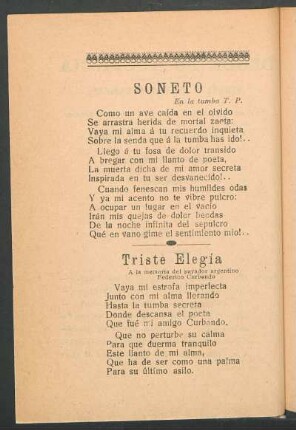 SONETO
En la tumba T. P.
Como un ave caída en el olvido
Se arrastra herida de mortal zaeta:
Vaya mi alma á tu recuerdo inquieta
Sobre la senda que á la tumba has ido!..
Llego á tu fosa de dolor transido
A bregar con mi llanto de poeta,
La muerta dicha de mi amor secreta
Inspirada en tu ser desvanecido!..
Cuando fenescan mis humildes odas
Y ya mi acento no te vibre pulcro:
A ocupar un lugar en el vacio
Irán mis quejas de dolor beodas
De la noche infinita del sepulcro
Qué en vano gime el sentimiento mio!..
Triste Elegía
A la memoria del payador argentino
Federico Curbando
Vaya mi estrofa imperfecta
Junto con mi alma llorando
Hasta la tumba secreta
Donde descansa el poeta
Que fué mi amigo Curbando.
Que no perturbe su calma
Para que duerma tranquilo
Este llanto de mi alma,
Que ha de ser como una palma
Para su último asilo.